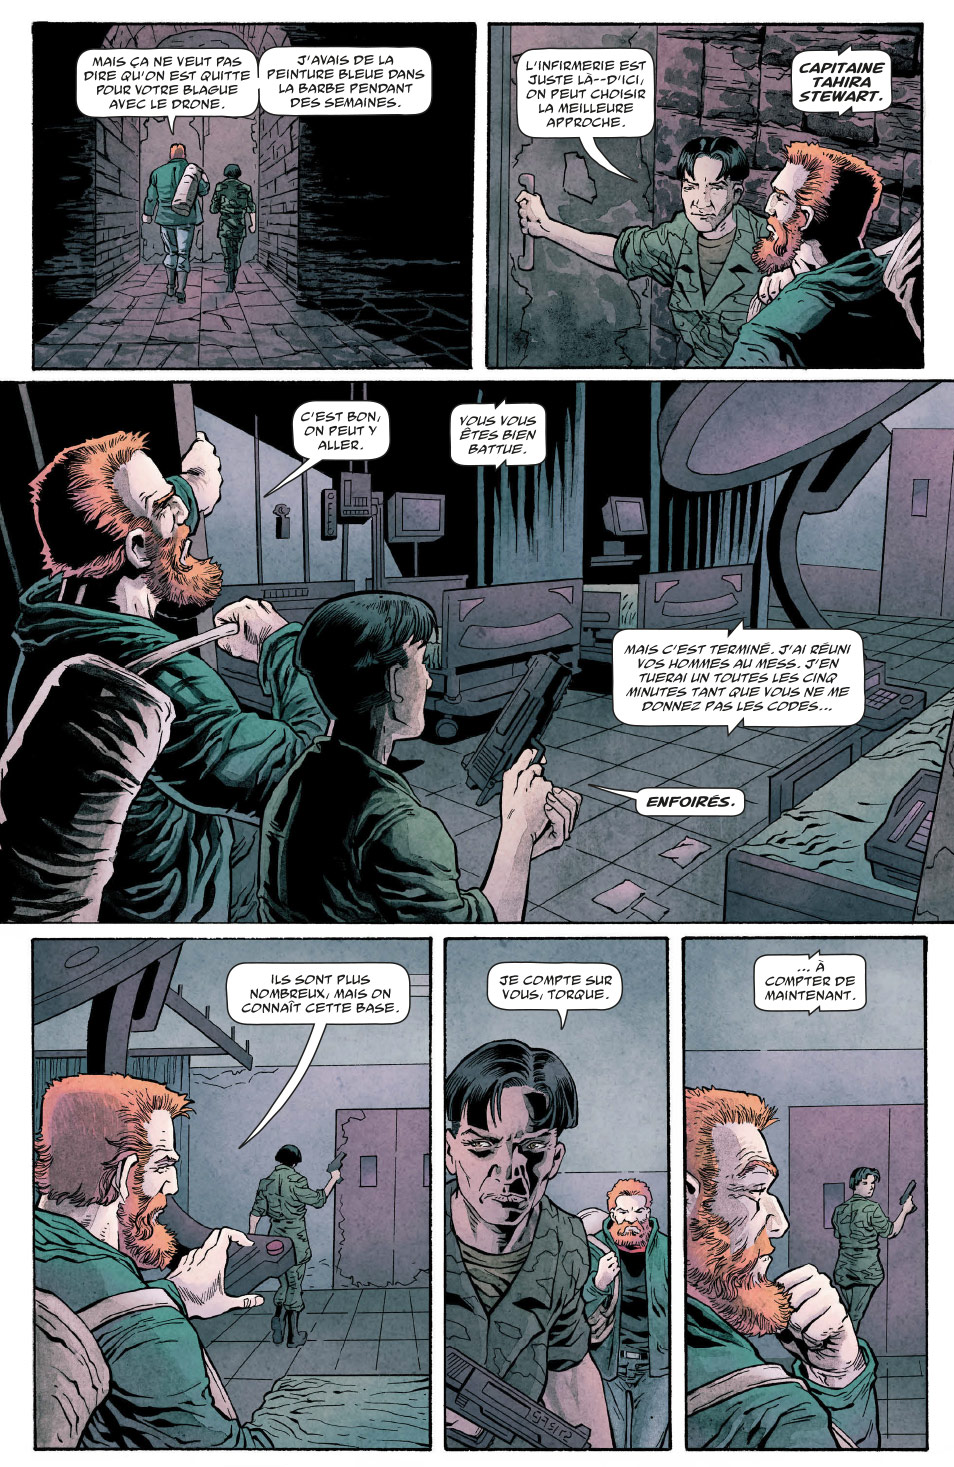 MAIS ÇA NE VEUT PAS
DIRE QU'ON EST QUITTE
POUR VOTRE BLAGUE
AVEC LE DRONE.
J'AVAIS DE LA
PEINTURE BLEUE DANS
LA BARBE PENDANT
DES SEMAINES.
L'INFIRMERIE EST
JUSTE LÀ--D'ICI,
ON PEUT CHOISIR
LA MEILLEURE
APPROCHE.
CAPITAINE
TAHIRA
STEWART.
C'EST BON,
ON PEUT Y
ALLER.
VOUS VOUS
ÊTES BIEN
BATTUE.
MAIS C'EST TERMINÉ. J'AI RÉUNI
VOS HOMMES AU MESS. J'EN
TUERAI UN TOUTES LES CINQ
MINUTES TANT QUE VOUS NE ME
DONNEZ PAS LES CODES...
ENFOIRÉS.
ILS SONT PLUS
NOMBREUX, MAIS ON
CONNAÎT CETTE BASE.
JE COMPTE SUR
VOUS, TORQUE.
... À
COMPTER DE
MAINTENANT.